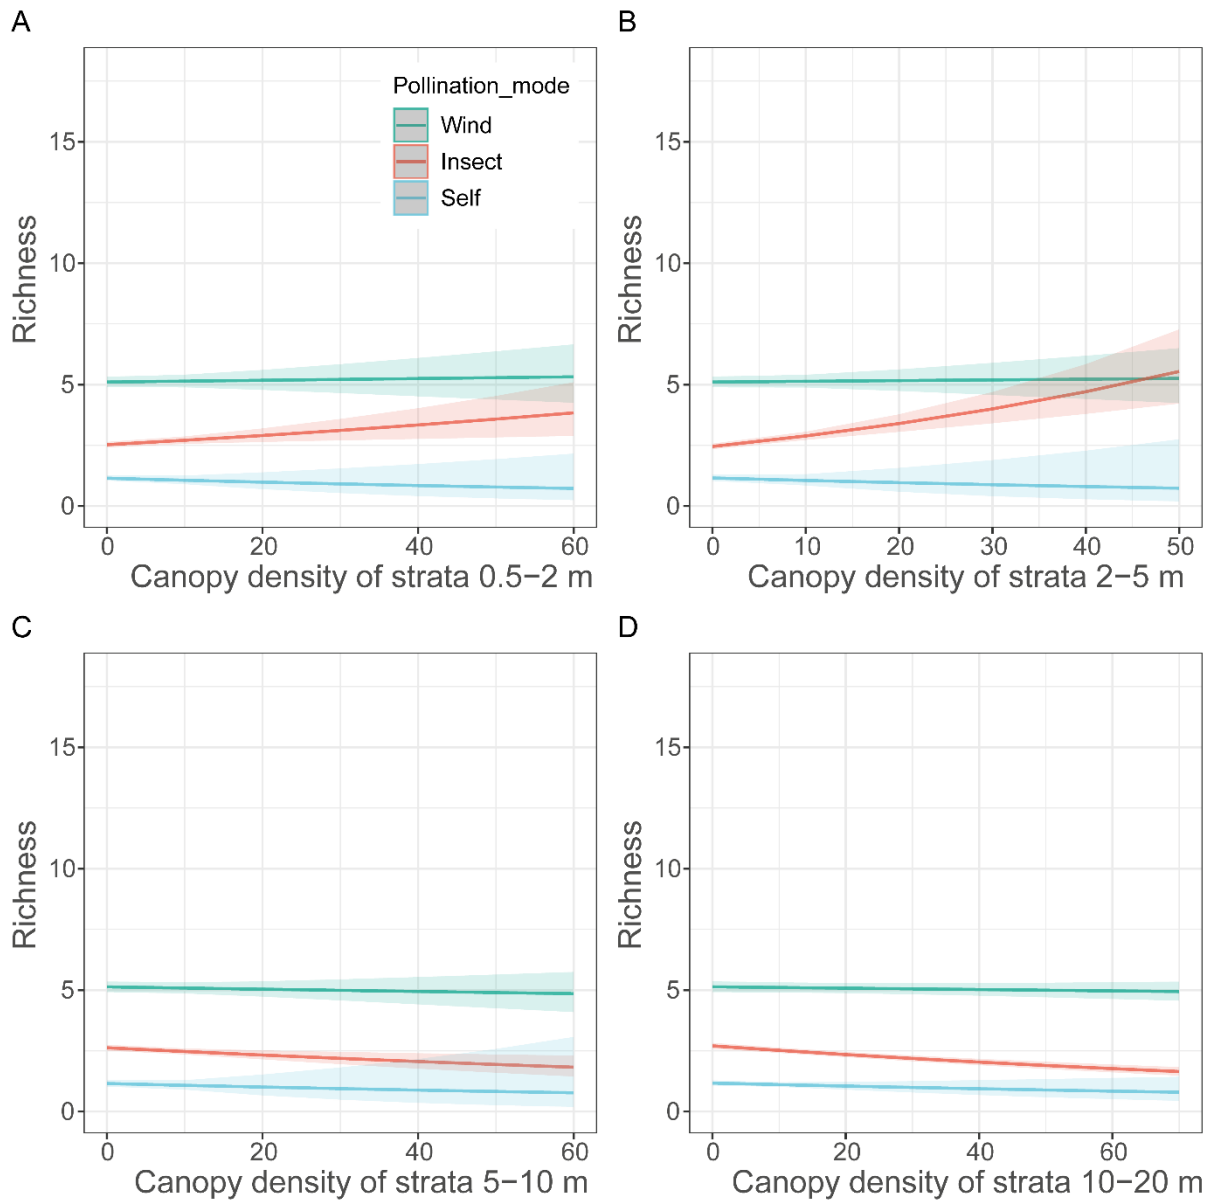 A
Richness
15
10
5
0
Pollination_mode
Wind
Insect
Self
0 20 40 60
Canopy density of strata 0.5−2 m
B
Richness
15
10
5
0
0 10 20 30 40 50
Canopy density of strata 2−5 m
C
Richness
15
10
5
0
0 20 40 60
Canopy density of strata 5−10 m
D
Richness
15
10
5
0
0 20 40 60
Canopy density of strata 10−20 m